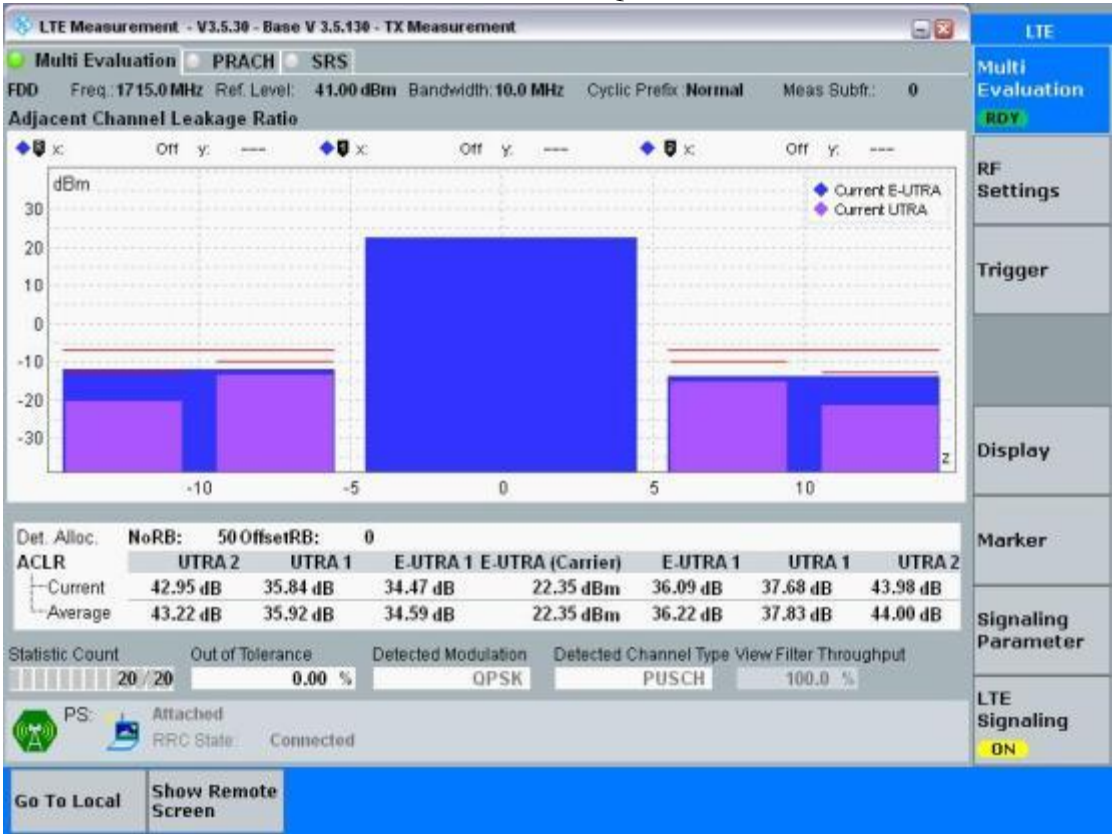 LTE Measurement - V3.5.30 - Base V 3.5.130 - TX Measurement
LTE
Multi Evaluation PRACH SRS
FDD Freq.: 1715.0 MHz Ref. Level: 41.00 dBm Bandwidth: 10.0 MHz Cyclic Prefix: Normal Meas Subfr.: 0
Adjacent Channel Leakage Ratio
x: Off y: --- x: Off y: --- x: Off y: ---
dBm
Current E-UTRA
Current UTRA
30
20
10
0
-10
-20
-30
z
-10 -5 0 5 10
Det. Alloc. NoRB: 50 OffsetRB: 0
ACLR UTRA 2 UTRA 1 E-UTRA 1 E-UTRA (Carrier) E-UTRA 1 UTRA 1 UTRA 2
Current 42.95 dB 35.84 dB 34.47 dB 22.35 dBm 36.09 dB 37.68 dB 43.98 dB
Average 43.22 dB 35.92 dB 34.59 dB 22.35 dBm 36.22 dB 37.83 dB 44.00 dB
Statistic Count Out of Tolerance Detected Modulation Detected Channel Type View Filter Throughput
20 / 20 0.00 % QPSK PUSCH 100.0 %
PS: Attached
RRC State: Connected
Multi
Evaluation
RDY
RF
Settings
Trigger
Display
Marker
Signaling
Parameter
LTE
Signaling
ON
Go To Local
Show Remote
Screen